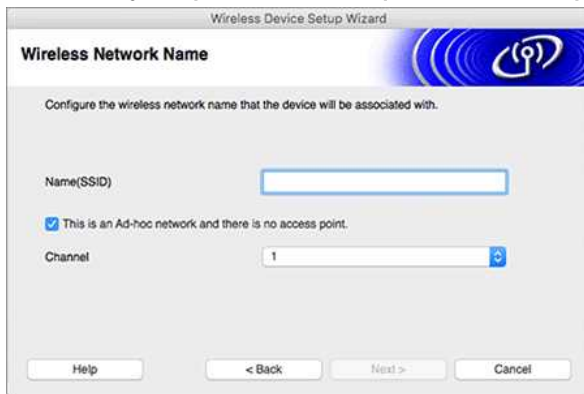 Wireless Device Setup Wizard
Wireless Network Name
Configure the wireless network name that the device will be associated with.
Name(SSID)
This is an Ad-hoc network and there is no access point.
Channel 1
Help < Back Next > Cancel